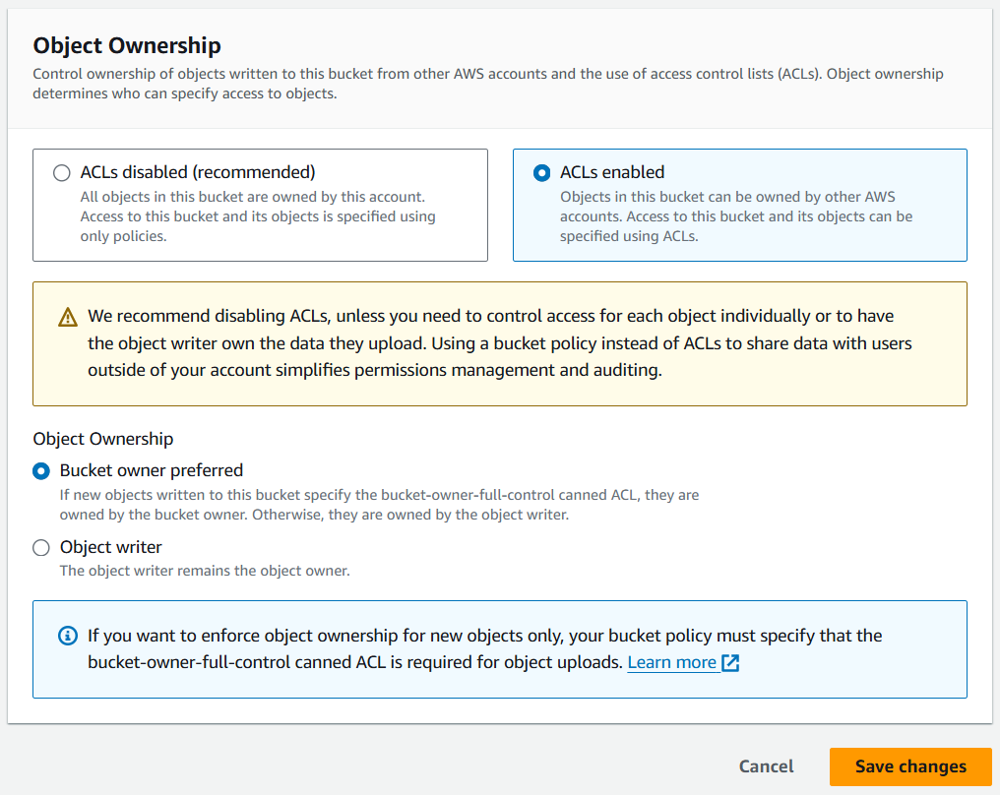 Object Ownership
Control ownership of objects written to this bucket from other AWS accounts and the use of access control lists (ACLs). Object ownership
determines who can specify access to objects.
ACLs disabled (recommended)
All objects in this bucket are owned by this account.
Access to this bucket and its objects is specified using
only policies.
ACLs enabled
Objects in this bucket can be owned by other AWS
accounts. Access to this bucket and its objects can be
specified using ACLs.
We recommend disabling ACLs, unless you need to control access for each object individually or to have
the object writer own the data they upload. Using a bucket policy instead of ACLs to share data with users
outside of your account simplifies permissions management and auditing.
Object Ownership
Bucket owner preferred
If new objects written to this bucket specify the bucket-owner-full-control canned ACL, they are
owned by the bucket owner. Otherwise, they are owned by the object writer.
Object writer
The object writer remains the object owner.
If you want to enforce object ownership for new objects only, your bucket policy must specify that the
bucket-owner-full-control canned ACL is required for object uploads. Learn more
Cancel
Save changes